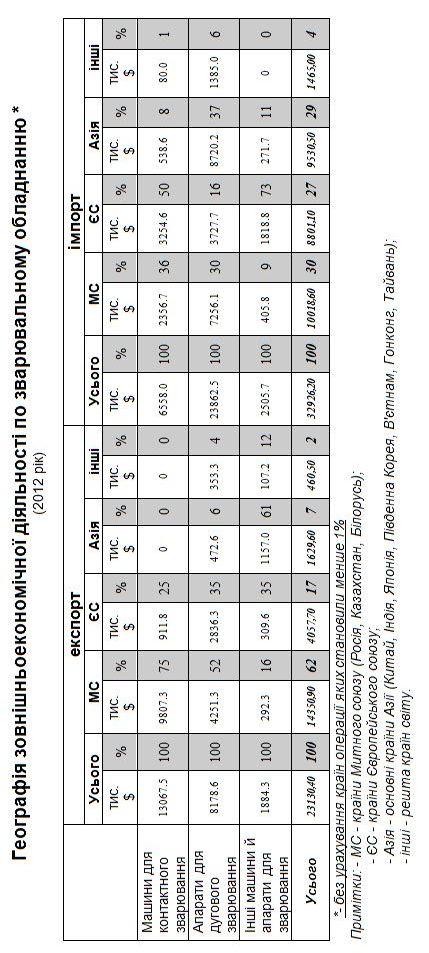 Географія зовнішньоекономічної діяльності по зварювальному обладнанню *
(2012 рік)
експорт імпорт
Усього МС ЄС Азія інші Усього МС ЄС Азія інші
тис. $ % тис. $ % тис. $ % тис. $ % тис. $ % тис. $ % тис. $ % тис. $ % тис. $ % тис. $ %
Машини для контактного зварювання 13067.5 100 9807.3 75 911.8 25 0 0 0 0 6558.0 100 2356.7 36 3254.6 50 538.6 8 80.0 1
Апарати для дугового зварювання 8178.6 100 4251.3 52 2836.3 35 472.6 6 353.3 4 23862.5 100 7256.1 30 3727.7 16 8720.2 37 1385.0 6
Інші машини й апарати для зварювання 1884.3 100 292.3 16 309.6 35 1157.0 61 107.2 12 2505.7 100 405.8 9 1818.8 73 271.7 11 0 0
Усього 23130,40 100 14350,90 62 4057,70 17 1629,60 7 460,50 2 32926,20 100 10018,60 30 8801,10 27 9530,50 29 1465,00 4
*- без урахування країн операції яких становили менше 1%
Примітки: - МС - країни Митного союзу (Росія, Казахстан, Білорусь);
- ЄС - країни Європейського союзу;
- Азія - основні країни Азії (Китай, Індія, Японія, Південна Корея, В'єтнам, Гонконг, Тайвань);
- інші - решта країн світу.